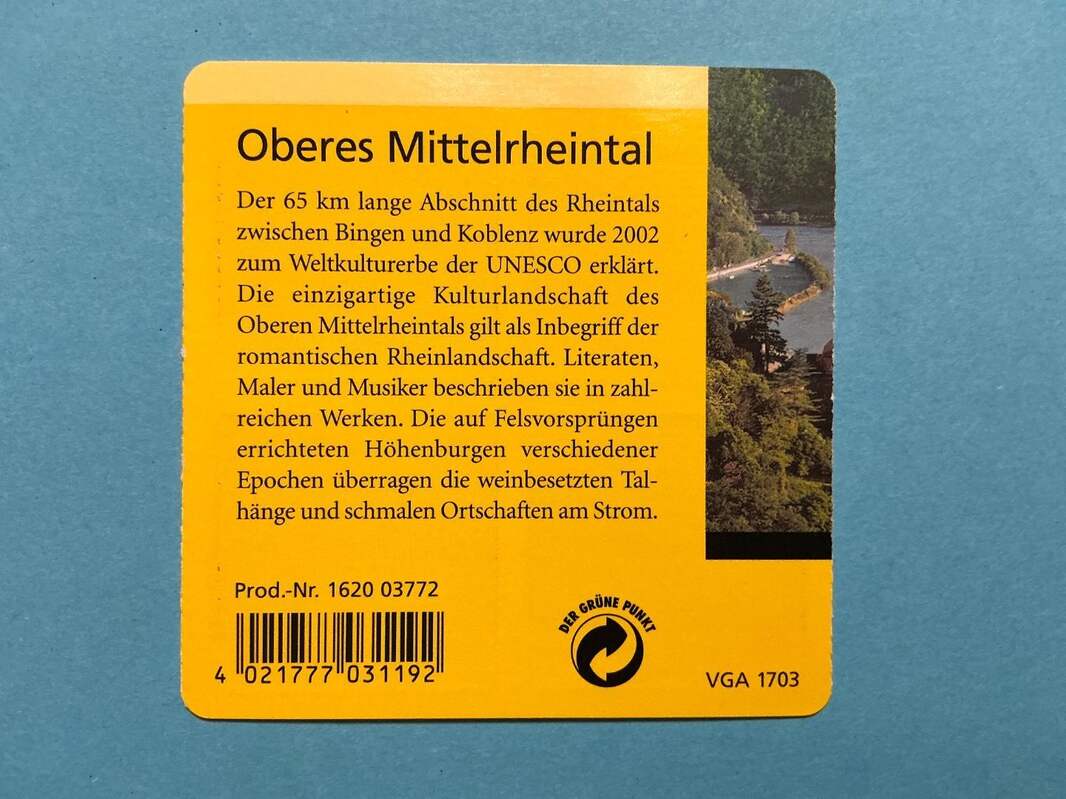 Oberes Mittelrheintal
Der 65 km lange Abschnitt des Rheintals
zwischen Bingen und Koblenz wurde 2002
zum Weltkulturerbe der UNESCO erklärt.
Die einzigartige Kulturlandschaft des
Oberen Mittelrheintals gilt als Inbegriff der
romantischen Rheinlandschaft. Literaten,
Maler und Musiker beschrieben sie in zahl-
reichen Werken. Die auf Felsvorsprüngen
errichteten Höhenburgen verschiedener
Epochen überragen die weinbesetzten Tal-
hänge und schmalen Ortschaften am Strom.
Prod.-Nr. 1620 03772
4 021777 031192
DER GRÜNE PUNKT
VGA 1703